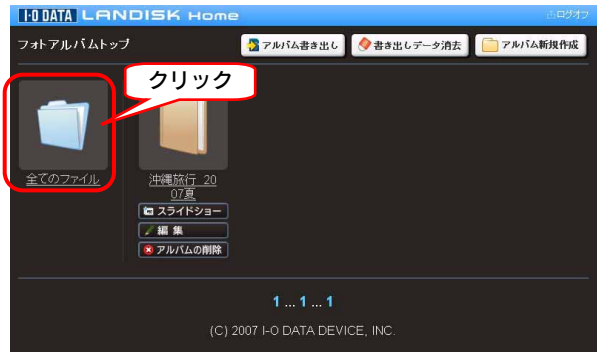 I-O DATA LANDISK Home
ログオフ
フォトアルバムトップ
アルバム書き出し
書き出しデータ消去
アルバム新規作成
クリック
全てのファイル
沖縄旅行_20
07夏
スライドショー
編 集
アルバムの削除
1 ... 1 ... 1
(C) 2007 I-O DATA DEVICE, INC.